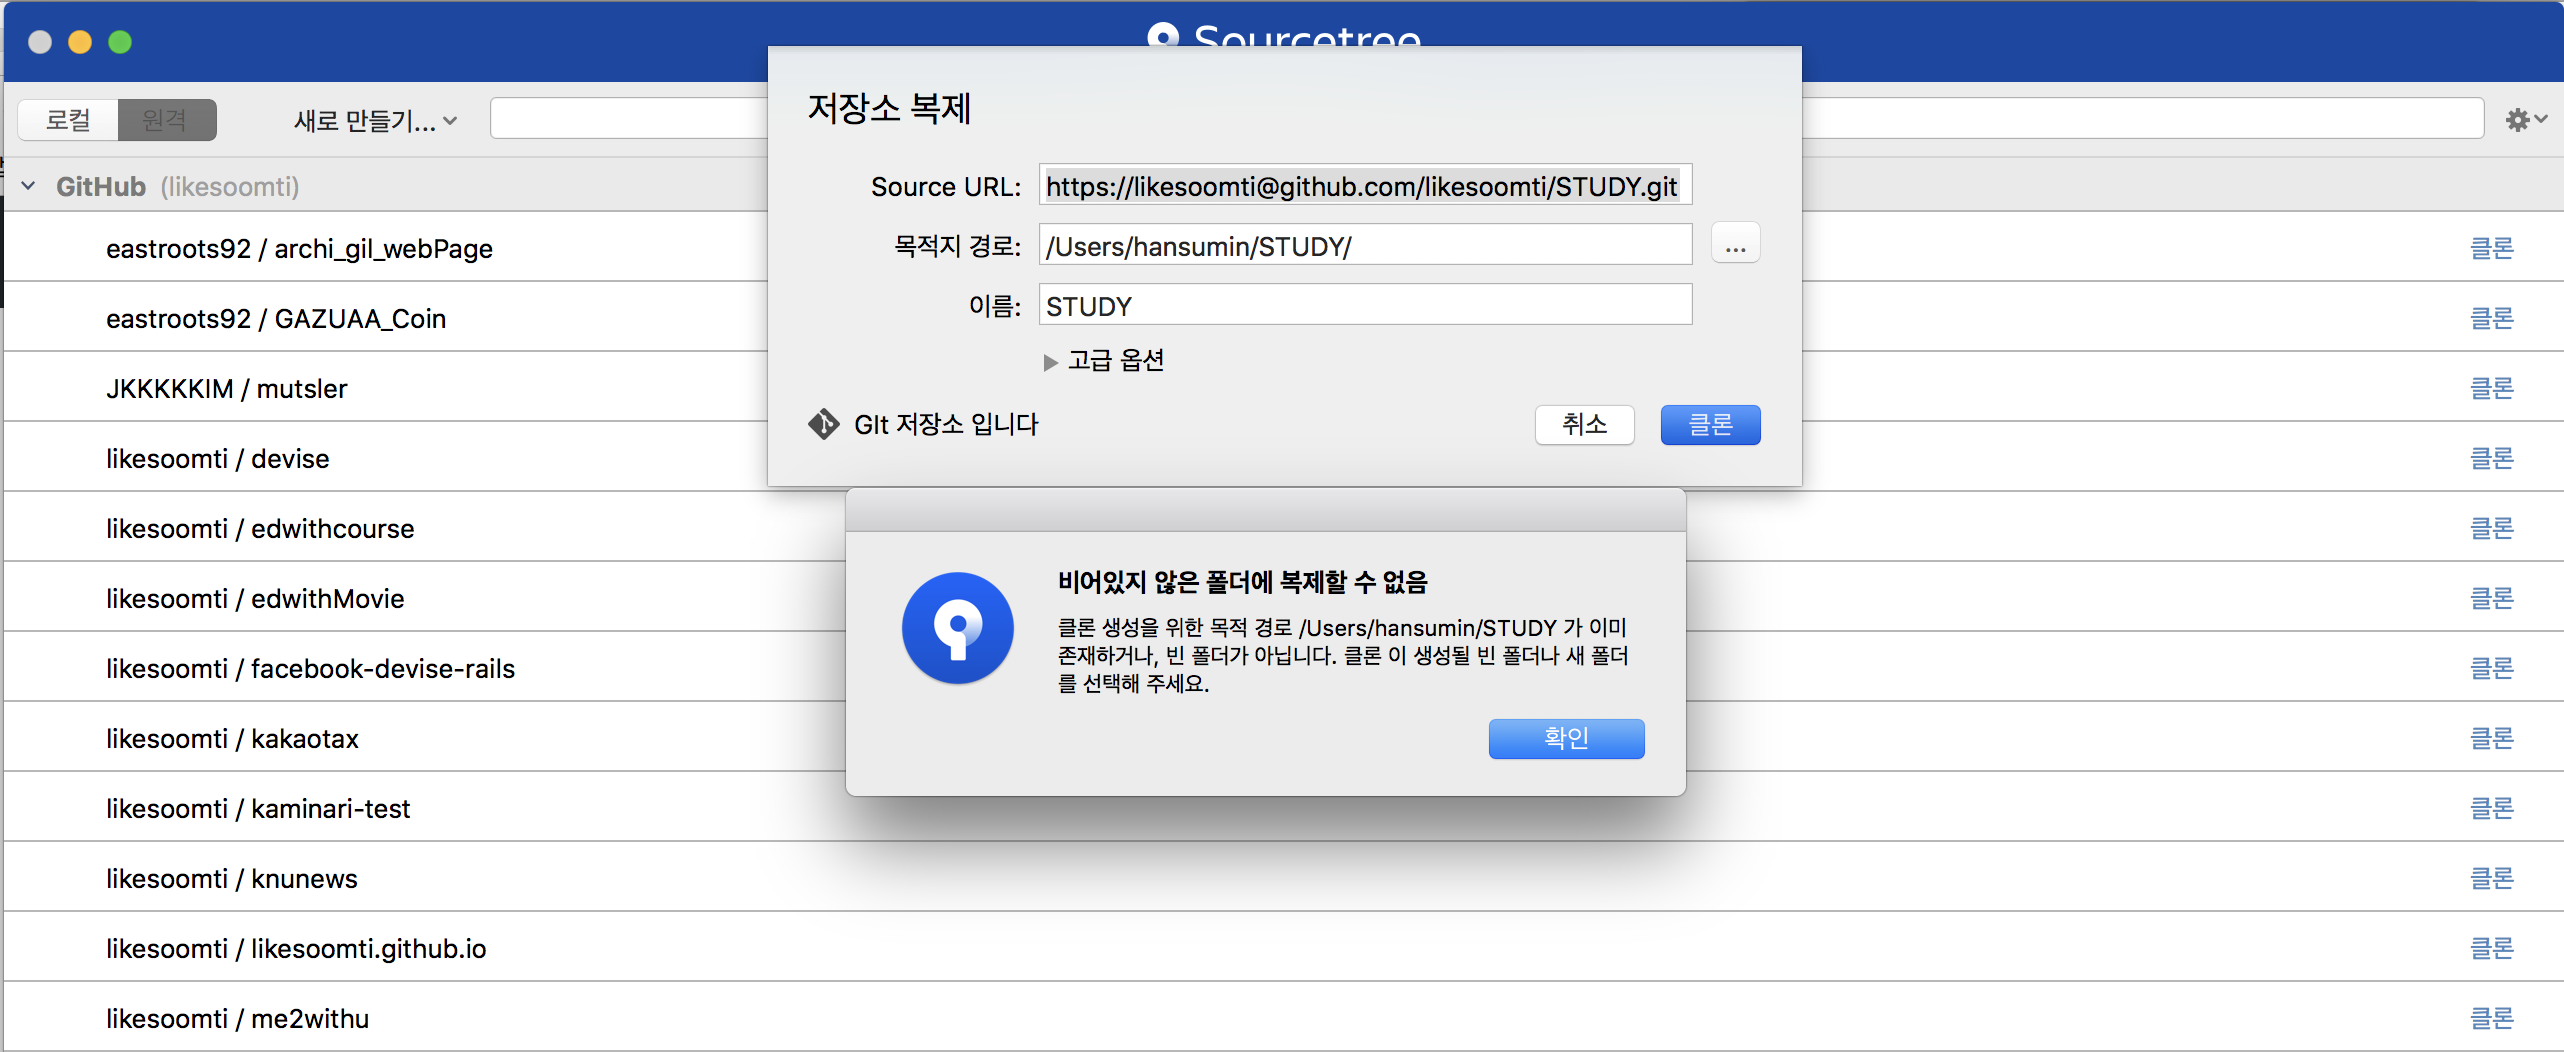 Sourcetree
로컬 원격 새로 만들기...
저장소 복제
Source URL: https://likesoomti@github.com/likesoomti/STUDY.git
목적지 경로: /Users/hansumin/STUDY/ ...
이름: STUDY
고급 옵션
GIt 저장소 입니다 취소 클론
비어있지 않은 폴더에 복제할 수 없음
클론 생성을 위한 목적 경로 /Users/hansumin/STUDY 가 이미
존재하거나, 빈 폴더가 아닙니다. 클론 이 생성될 빈 폴더나 새 폴더
를 선택해 주세요.
확인
GitHub (likesoomti)
eastroots92 / archi_gil_webPage 클론
eastroots92 / GAZUAA_Coin 클론
JKKKKKIM / mutsler 클론
likesoomti / devise 클론
likesoomti / edwithcourse 클론
likesoomti / edwithMovie 클론
likesoomti / facebook-devise-rails 클론
likesoomti / kakaotax 클론
likesoomti / kaminari-test 클론
likesoomti / knunews 클론
likesoomti / likesoomti.github.io 클론
likesoomti / me2withu 클론